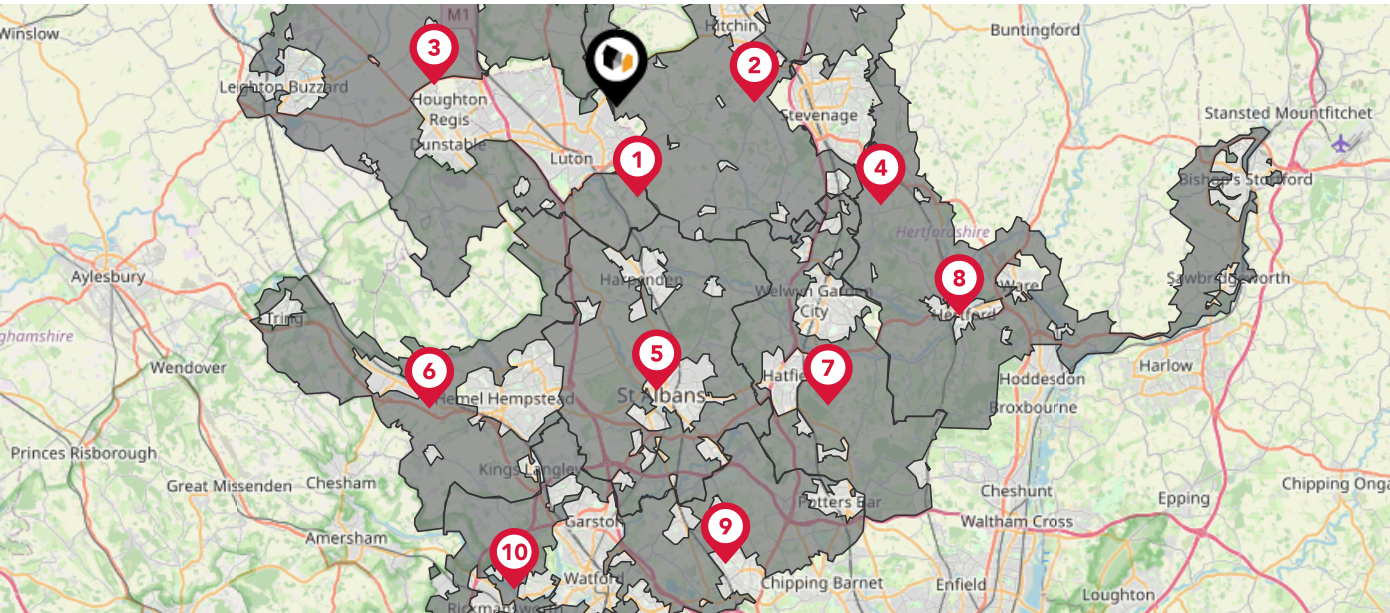 M1
Hitchin
Buntingford
Winslow
3
2
Leighton Buzzard
Houghton
Regis
Stevenage
Stansted Mountfitchet
Dunstable
Luton
1
4
Bishop's Stortford
Hertfordshire
Aylesbury
Harpenden
8
Ware
Sawbridgeworth
Welwyn Garden
City
Tring
Hertford
ghamshire
5
Wendover
6
7
Harlow
Hatfie
Hoddesdon
St Albans
Hemel Hempstead
Broxbourne
Princes Risborough
Kings Langley
Great Missenden
Chesham
Chipping Onga
Cheshunt
Epping
Potters Bar
Garston
9
Waltham Cross
Amersham
10
Watford
Chipping Barnet
Enfield
Loughton
Rickmansworth